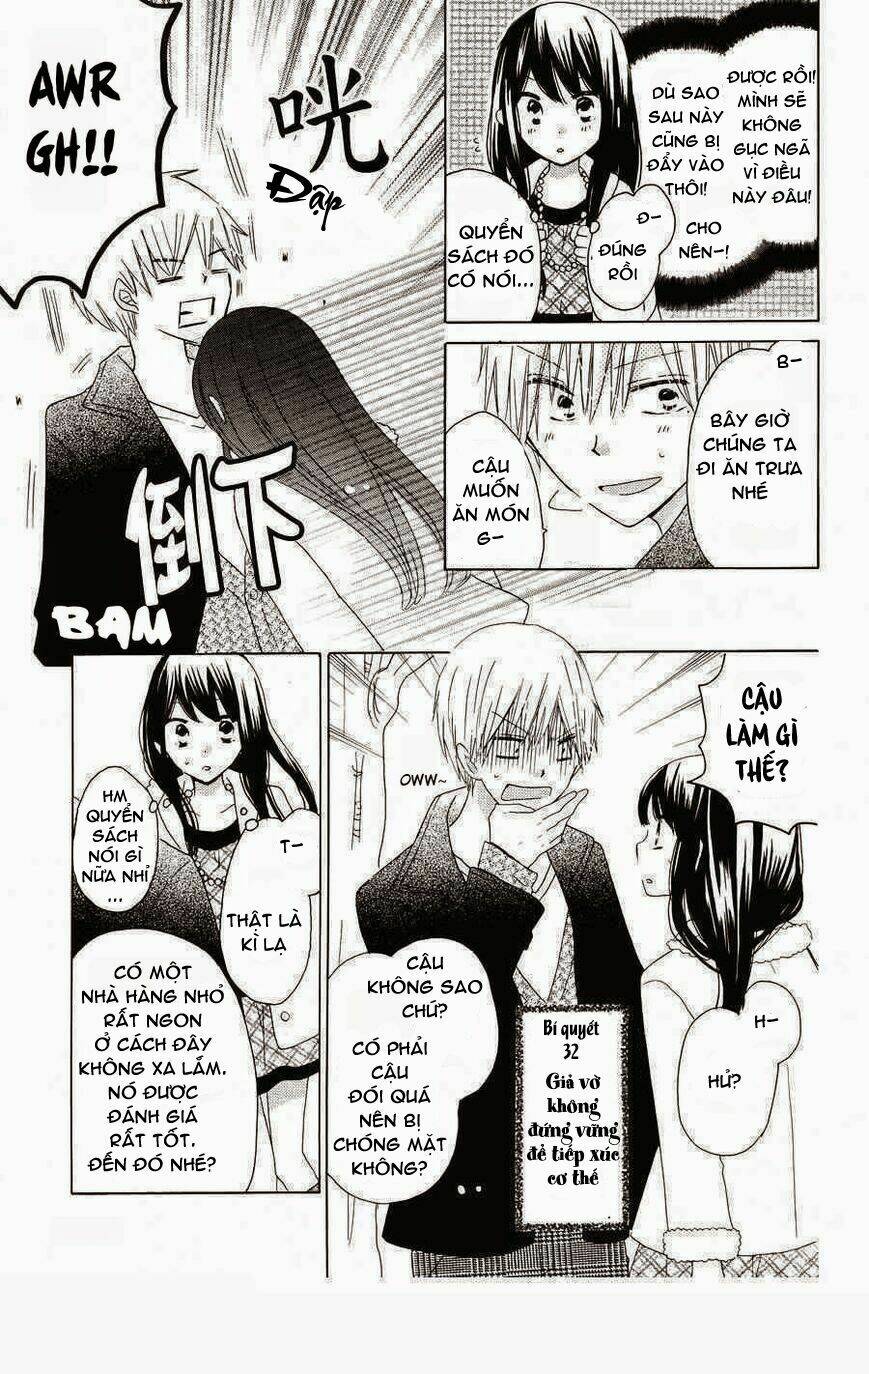 ĐƯỢC RỒI!
MÌNH SẼ
KHÔNG
GỤC NGÃ
VÌ ĐIỀU
NÀY ĐÂU!
DÙ SAO
SAU NÀY
CŨNG BỊ
ĐẨY VÀO
THÔI!
CHO
NÊN-!
Đ-
ĐÚNG
RỒI
QUYỂN
SÁCH ĐÓ
CÓ NÓI...
B-
BÂY GIỜ
CHÚNG TA
ĐI ĂN TRƯA
NHÉ
CẬU
MUỐN
ĂN MÓN
G-
AWR
GH!!
咣
Đập
倒下
BAM
CẬU
LÀM GÌ
THẾ?
OWW~
H-
HỬ?
CẬU
KHÔNG SAO
CHỨ?
CÓ PHẢI
CẬU
ĐÓI QUÁ
NÊN BỊ
CHÓNG MẶT
KHÔNG?
Bí quyết
32
Giả vờ
không
đứng vững
để tiếp xúc
cơ thể
HM
QUYỂN
SÁCH
NÓI GÌ
NỮA NHỈ
...
T-
THẬT LÀ
KÌ LẠ
CÓ MỘT
NHÀ HÀNG NHỎ
RẤT NGON
Ở CÁCH ĐÂY
KHÔNG XA LẮM.
NÓ ĐƯỢC
ĐÁNH GIÁ
RẤT TỐT.
ĐẾN ĐÓ NHÉ?